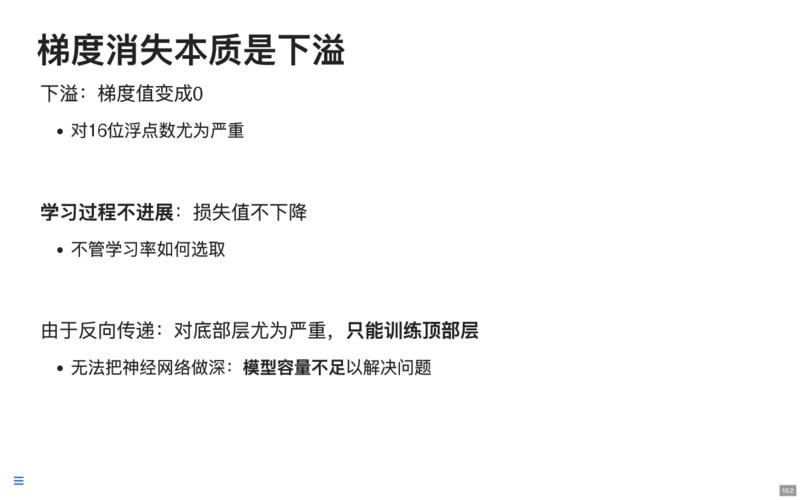 梯度消失本质是下溢
下溢：梯度值变成0
• 对16位浮点数尤为严重
学习过程不进展：损失值不下降
• 不管学习率如何选取
由于反向传递：对底部层尤为严重，只能训练顶部层
• 无法把神经网络做深：模型容量不足以解决问题
10.2